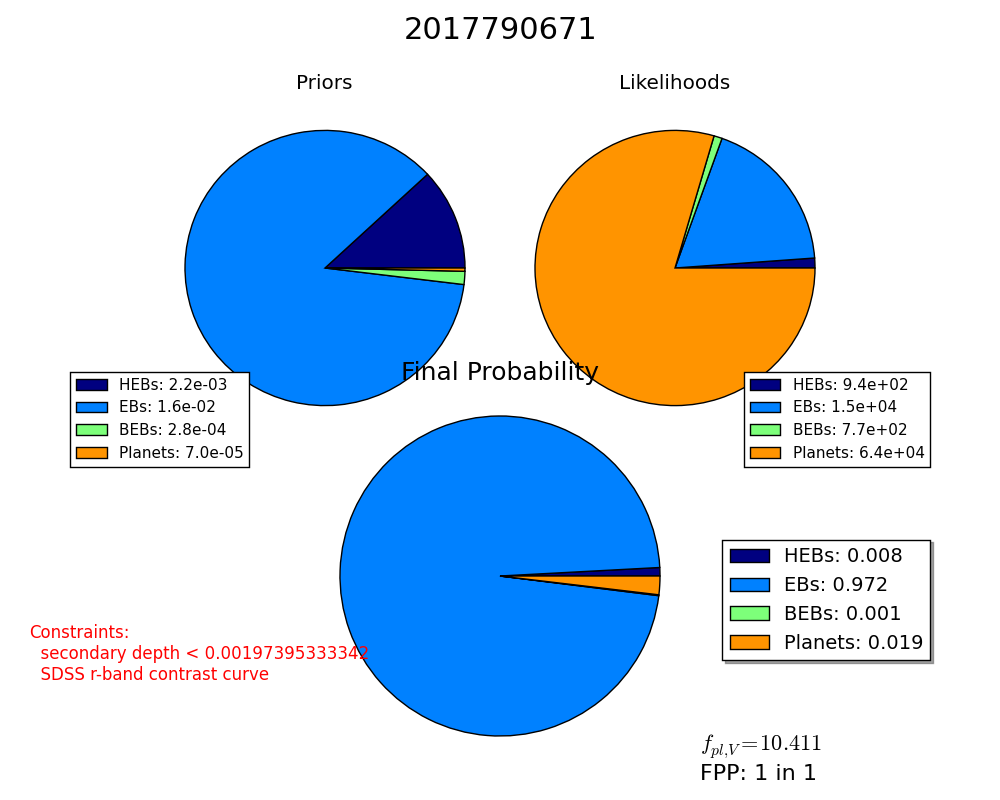 2017790671
Priors
Likelihoods
HEBs: 2.2e-03
EBs: 1.6e-02
BEBs: 2.8e-04
Planets: 7.0e-05
HEBs: 9.4e+02
EBs: 1.5e+04
BEBs: 7.7e+02
Planets: 6.4e+04
Final Probability
HEBs: 0.008
EBs: 0.972
BEBs: 0.001
Planets: 0.019
Constraints:
secondary depth < 0.00197395333342
SDSS r-band contrast curve
f_{pl,V}=10.411
FPP: 1 in 1